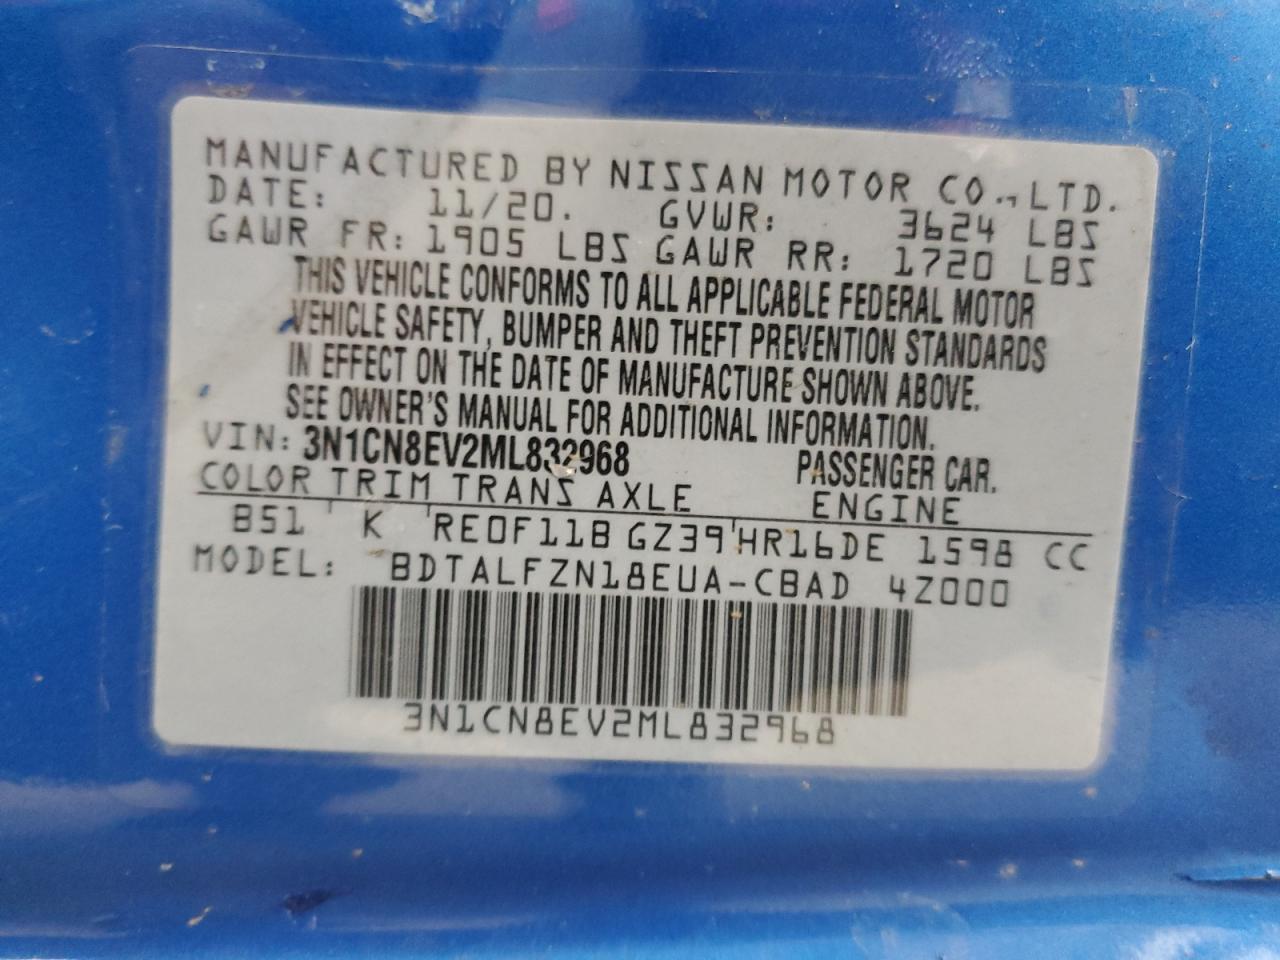 MANUFACTURED BY NISSAN MOTOR CO.,LTD.
DATE: 11/20. GVWR: 3624 LBS
GAWR FR: 1905 LBS GAWR RR: 1720 LBS
THIS VEHICLE CONFORMS TO ALL APPLICABLE FEDERAL MOTOR
VEHICLE SAFETY, BUMPER AND THEFT PREVENTION STANDARDS
IN EFFECT ON THE DATE OF MANUFACTURE SHOWN ABOVE.
SEE OWNER'S MANUAL FOR ADDITIONAL INFORMATION.
VIN: 3N1CN8EV2ML832968 PASSENGER CAR.
COLOR TRIM TRANS AXLE ENGINE
B51 K RE0F11B GZ39 HR16DE 1598 CC
MODEL: BDTALFZN18EUA-CBAD 4Z000
3N1CN8EV2ML832968